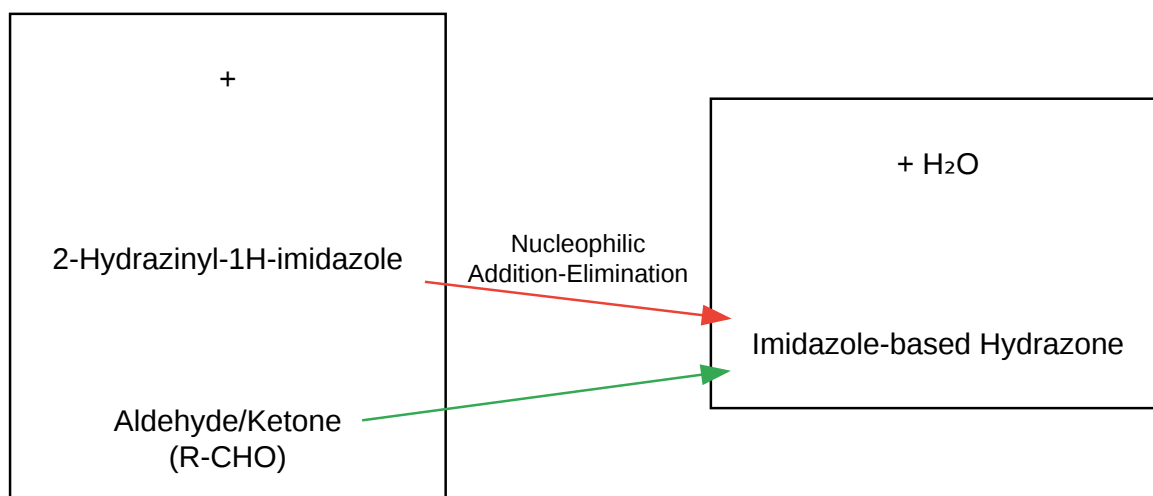 +
2-Hydrazinyl-1H-imidazole
Aldehyde/Ketone
(R-CHO)
Nucleophilic
Addition-Elimination
+ H₂O
Imidazole-based Hydrazone